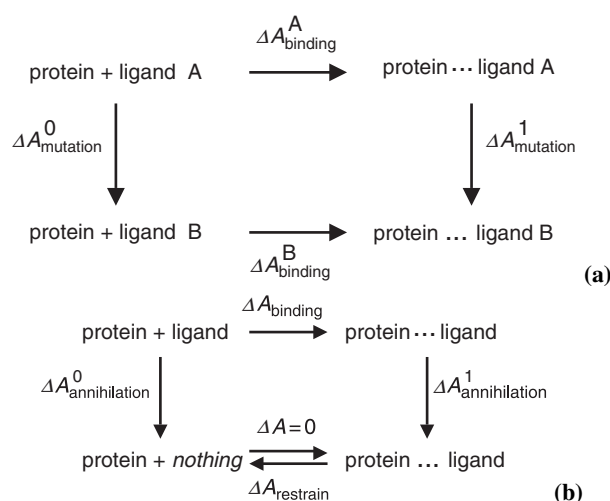 ΔA^A_binding
protein + ligand A protein ··· ligand A
ΔA^0_mutation ΔA^1_mutation
protein + ligand B protein ... ligand B
ΔA^B_binding
(a)
ΔA_binding
protein + ligand protein ··· ligand
ΔA^0_annihilation ΔA^1_annihilation
ΔA = 0
protein + nothing protein ... ligand
ΔA_restrain
(b)